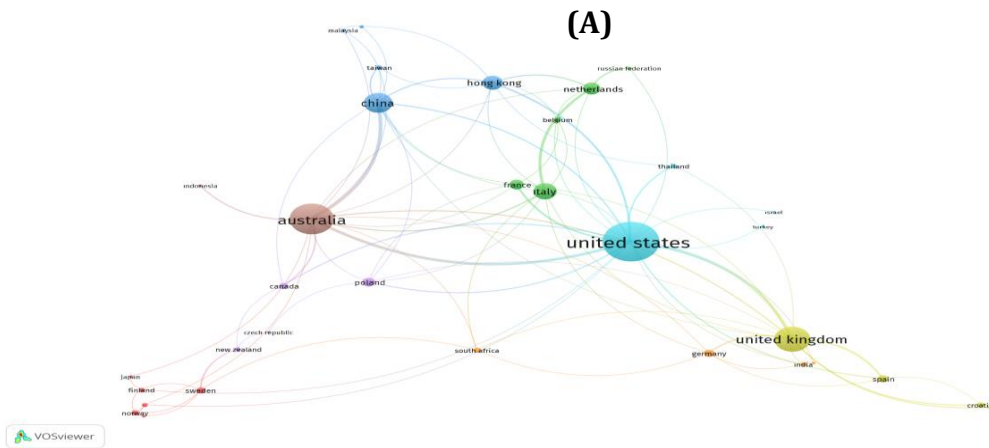 (A)
malaysia
taiwan
hong kong
russian federation
netherlands
china
belgium
thailand
indonesia
france
italy
australia
israel
turkey
united states
canada
poland
czech republic
new zealand
united kingdom
south africa
germany
india
japan
finland
sweden
spain
norway
croatia
VOSviewer